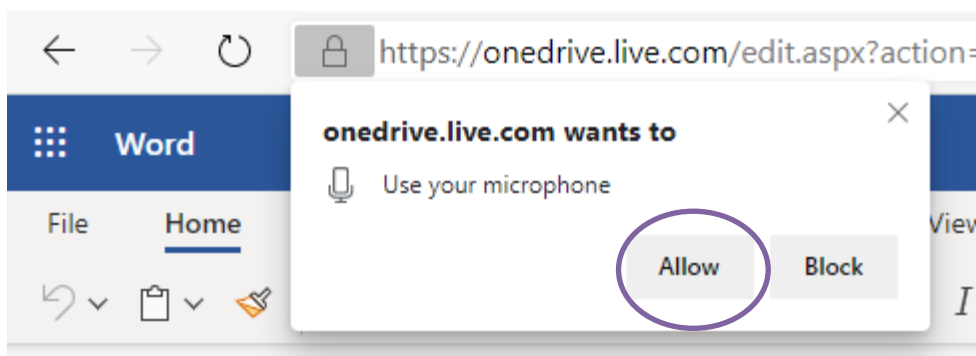 https://onedrive.live.com/edit.aspx?action=
onedrive.live.com wants to
Word
Use your microphone
File Home
Allow Block
I